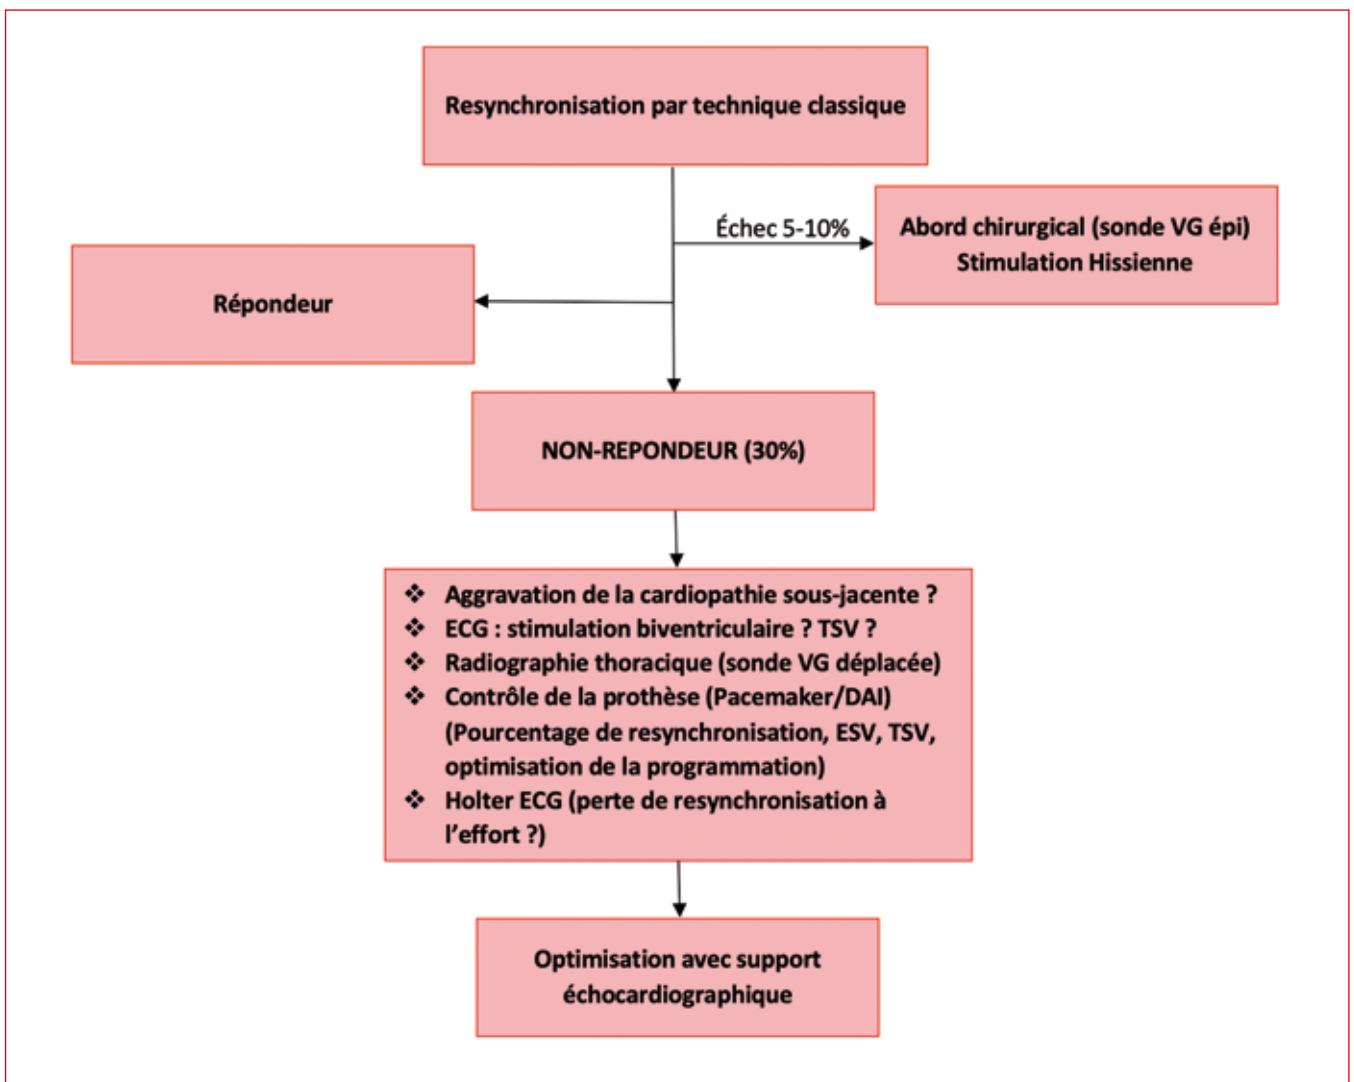 Resynchronisation par technique classique
Échec 5-10%
Abord chirurgical (sonde VG épi)
Stimulation Hissienne
Répondeur
NON-REPONDEUR (30%)
❖ Aggravation de la cardiopathie sous-jacente ?
❖ ECG : stimulation biventriculaire ? TSV ?
❖ Radiographie thoracique (sonde VG déplacée)
❖ Contrôle de la prothèse (Pacemaker/DAI)
(Pourcentage de resynchronisation, ESV, TSV,
optimisation de la programmation)
❖ Holter ECG (perte de resynchronisation à
l’effort ?)
Optimisation avec support
échocardiographique